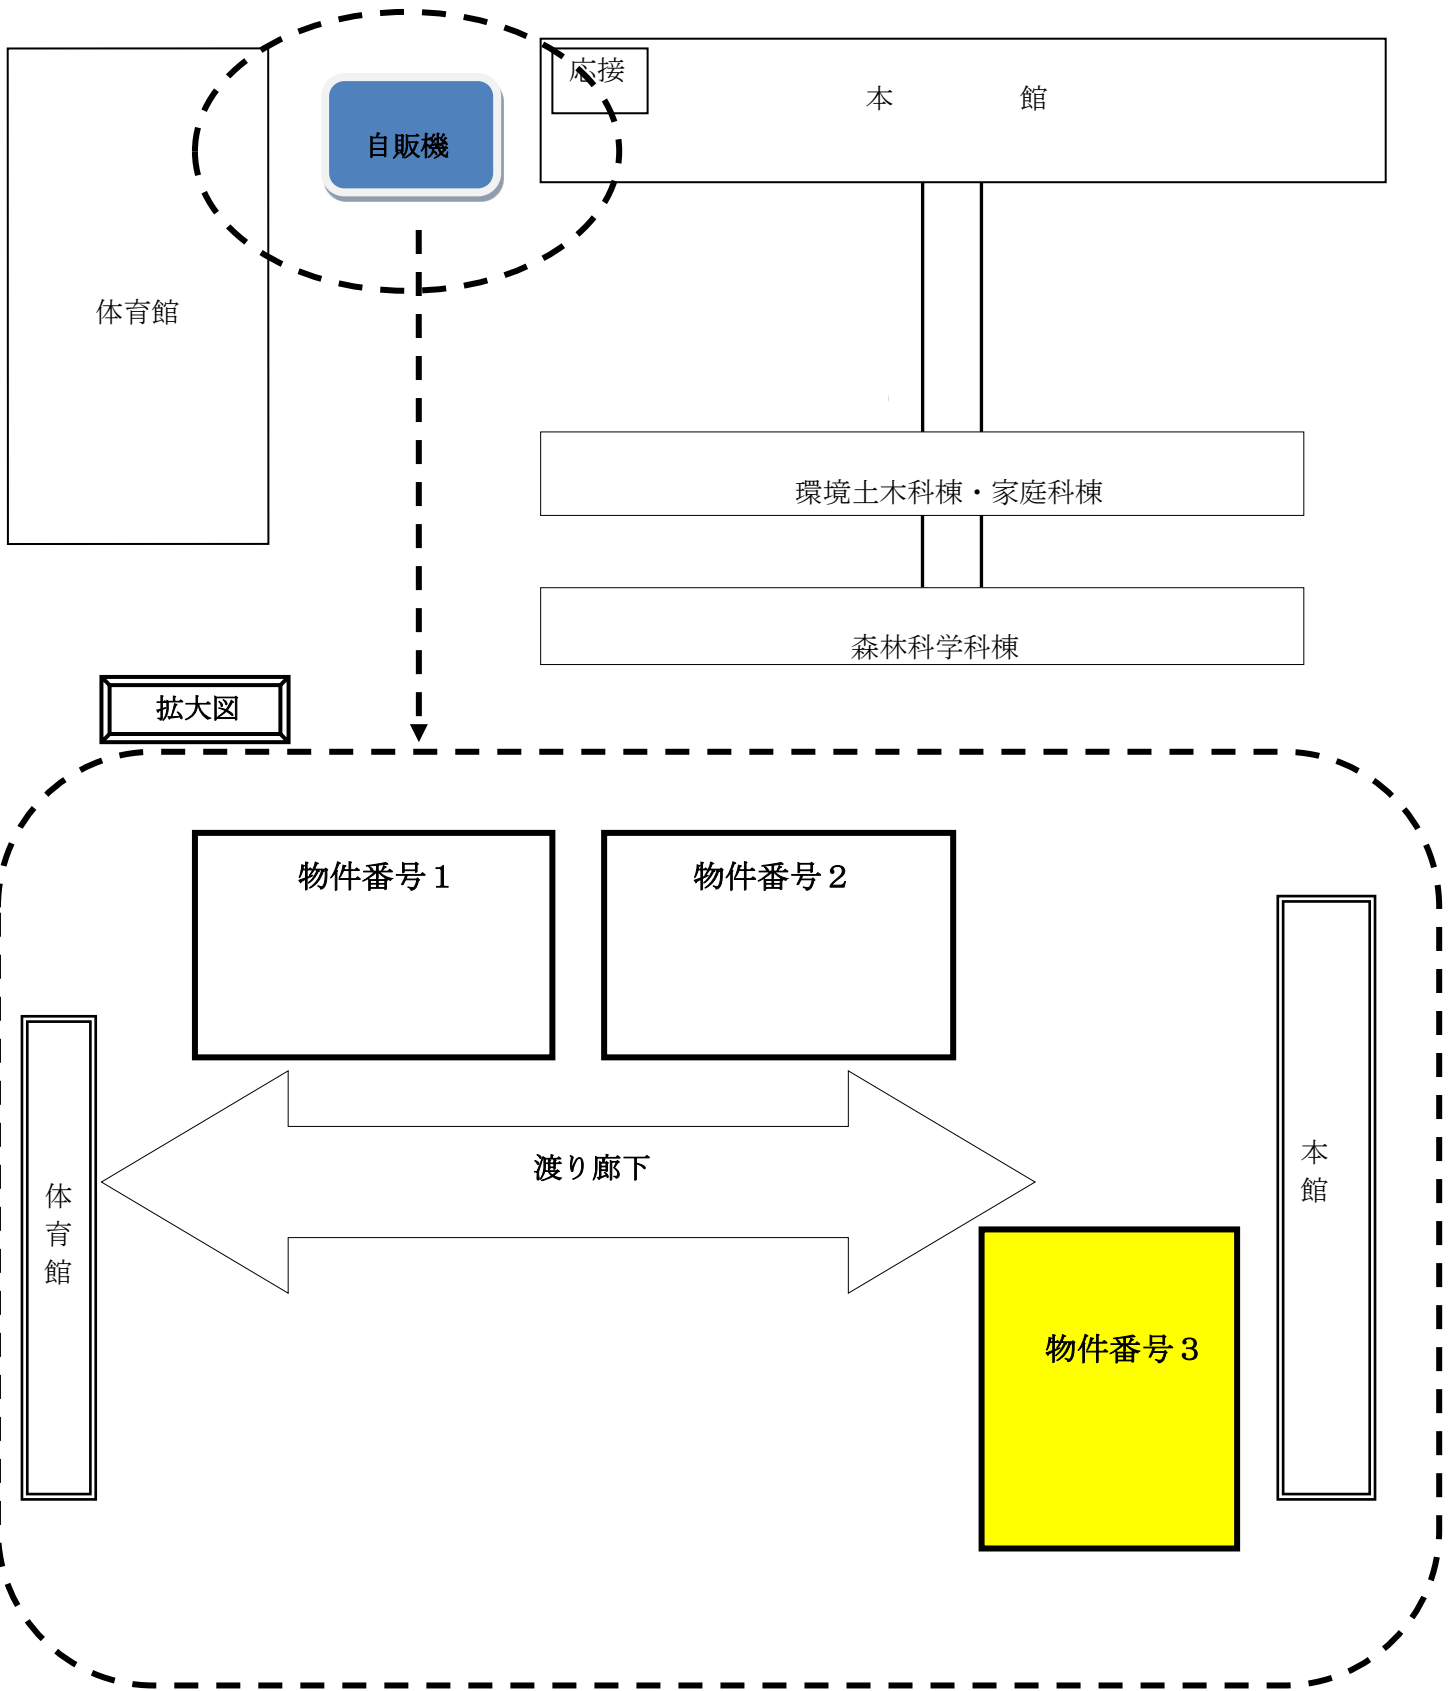 応接
本　　　　館
自販機
体育館
環境土木科棟・家庭科棟
森林科学科棟
拡大図
物件番号１
物件番号２
渡り廊下
本館
体育館
物件番号３